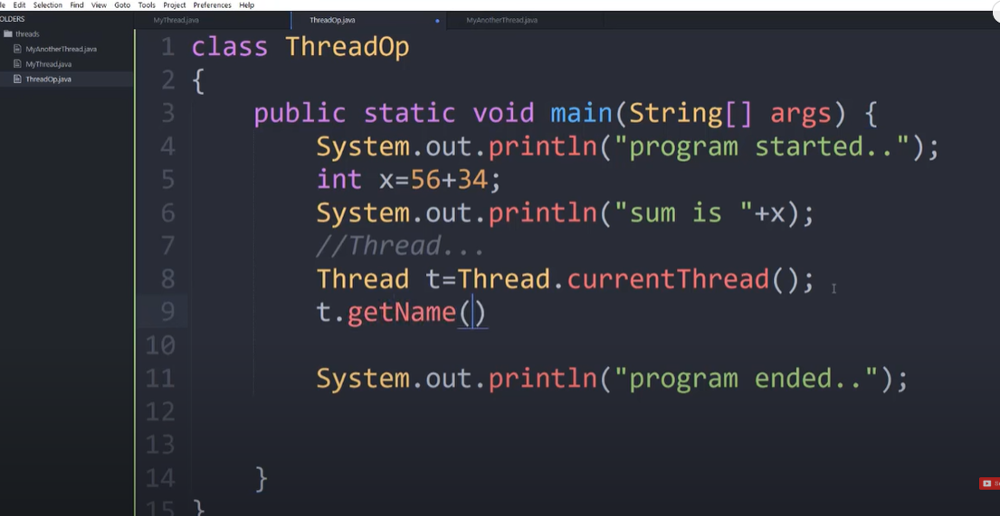 Edit Selection Find View Goto Tools Project Preferences Help
MyThread.java ThreadOp.java MyAnotherThread.java
threads
MyAnotherThread.java
MyThread.java
ThreadOp.java
1 class ThreadOp
2 {
3 public static void main(String[] args) {
4 System.out.println("program started..");
5 int x=56+34;
6 System.out.println("sum is "+x);
7 //Thread...
8 Thread t=Thread.currentThread();
9 t.getName()
10
11 System.out.println("program ended..");
12
13
14 }
15 }